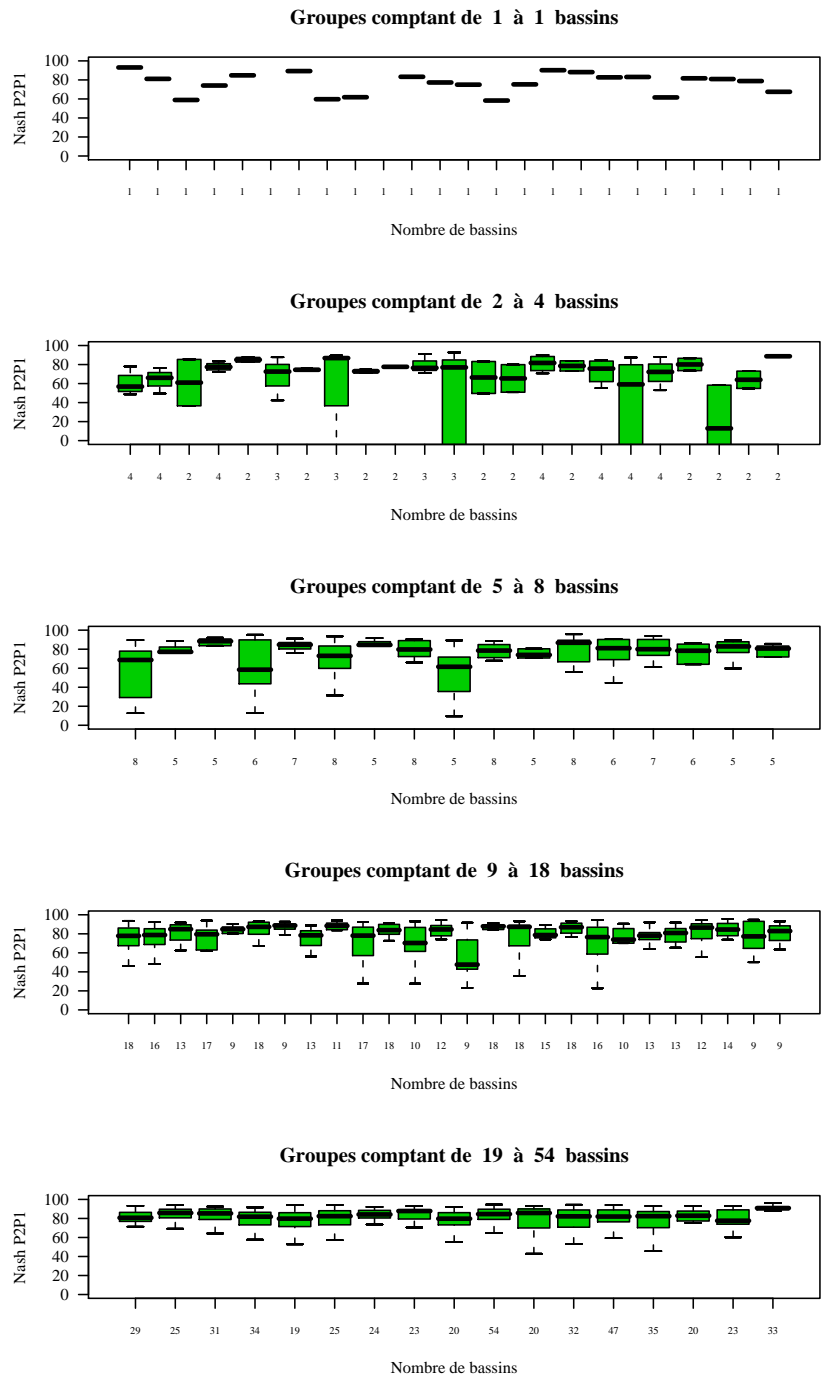 Groupes comptant de 1 à 1 bassins
Nash P2P1
100
80
60
40
20
0
1 1 1 1 1 1 1 1 1 1 1 1 1 1 1 1 1 1 1 1 1 1 1 1
Nombre de bassins
Groupes comptant de 2 à 4 bassins
Nash P2P1
100
80
60
40
20
0
4 4 2 4 2 3 2 3 2 2 3 3 2 2 4 2 4 4 4 2 2 2 2
Nombre de bassins
Groupes comptant de 5 à 8 bassins
Nash P2P1
100
80
60
40
20
0
8 5 5 6 7 8 5 8 5 8 5 8 6 7 6 5 5
Nombre de bassins
Groupes comptant de 9 à 18 bassins
Nash P2P1
100
80
60
40
20
0
18 16 13 17 9 18 9 13 11 17 18 10 12 9 18 18 15 18 16 10 13 13 12 14 9 9
Nombre de bassins
Groupes comptant de 19 à 54 bassins
Nash P2P1
100
80
60
40
20
0
29 25 31 34 19 25 24 23 20 54 20 32 47 35 20 23 33
Nombre de bassins